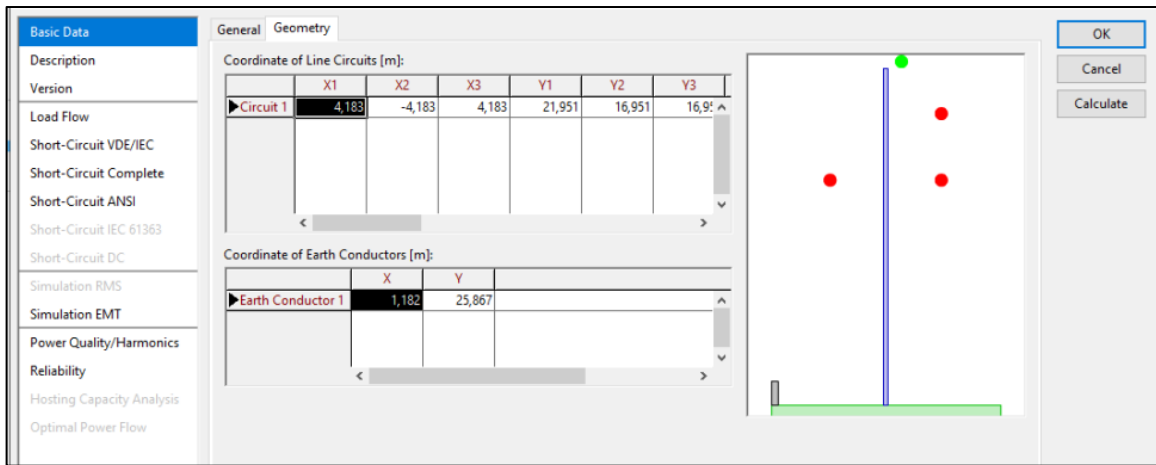 Basic Data
Description
Version
Load Flow
Short-Circuit VDE/IEC
Short-Circuit Complete
Short-Circuit ANSI
Short-Circuit IEC 61363
Short-Circuit DC
Simulation RMS
Simulation EMT
Power Quality/Harmonics
Reliability
Hosting Capacity Analysis
Optimal Power Flow
General Geometry
Coordinate of Line Circuits [m]:
X1 X2 X3 Y1 Y2 Y3
Circuit 1 4,183 -4,183 4,183 21,951 16,951
Coordinate of Earth Conductors [m]:
X Y
Earth Conductor 1 1,182 25,867
OK
Cancel
Calculate